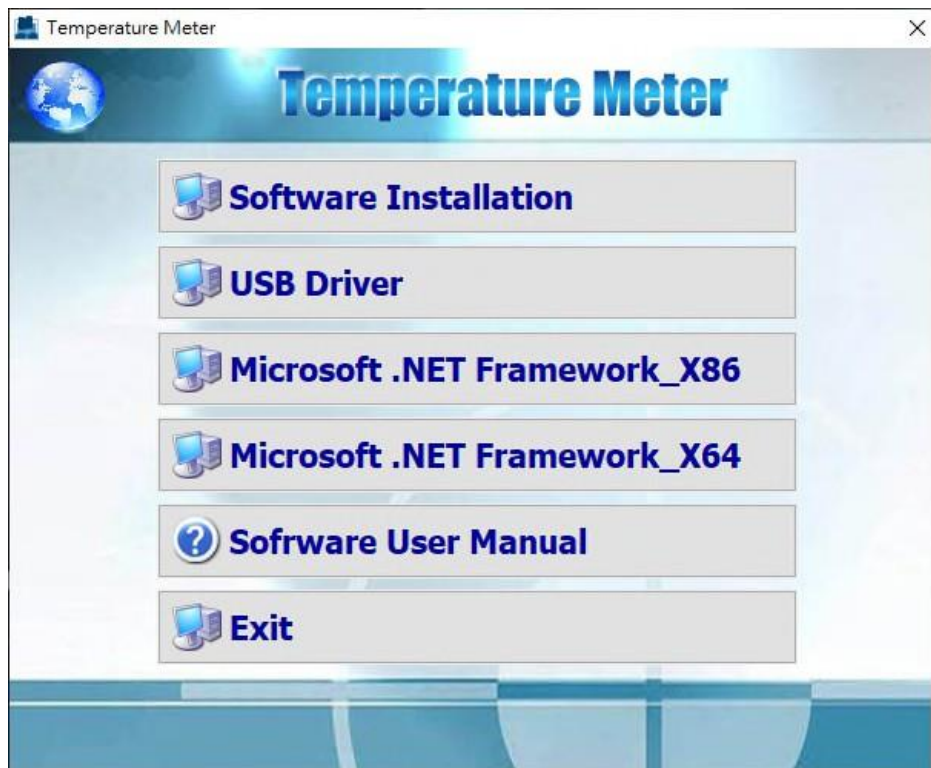 Temperature Meter
Temperature Meter
Software Installation
USB Driver
Microsoft .NET Framework_X86
Microsoft .NET Framework_X64
Sofrware User Manual
Exit